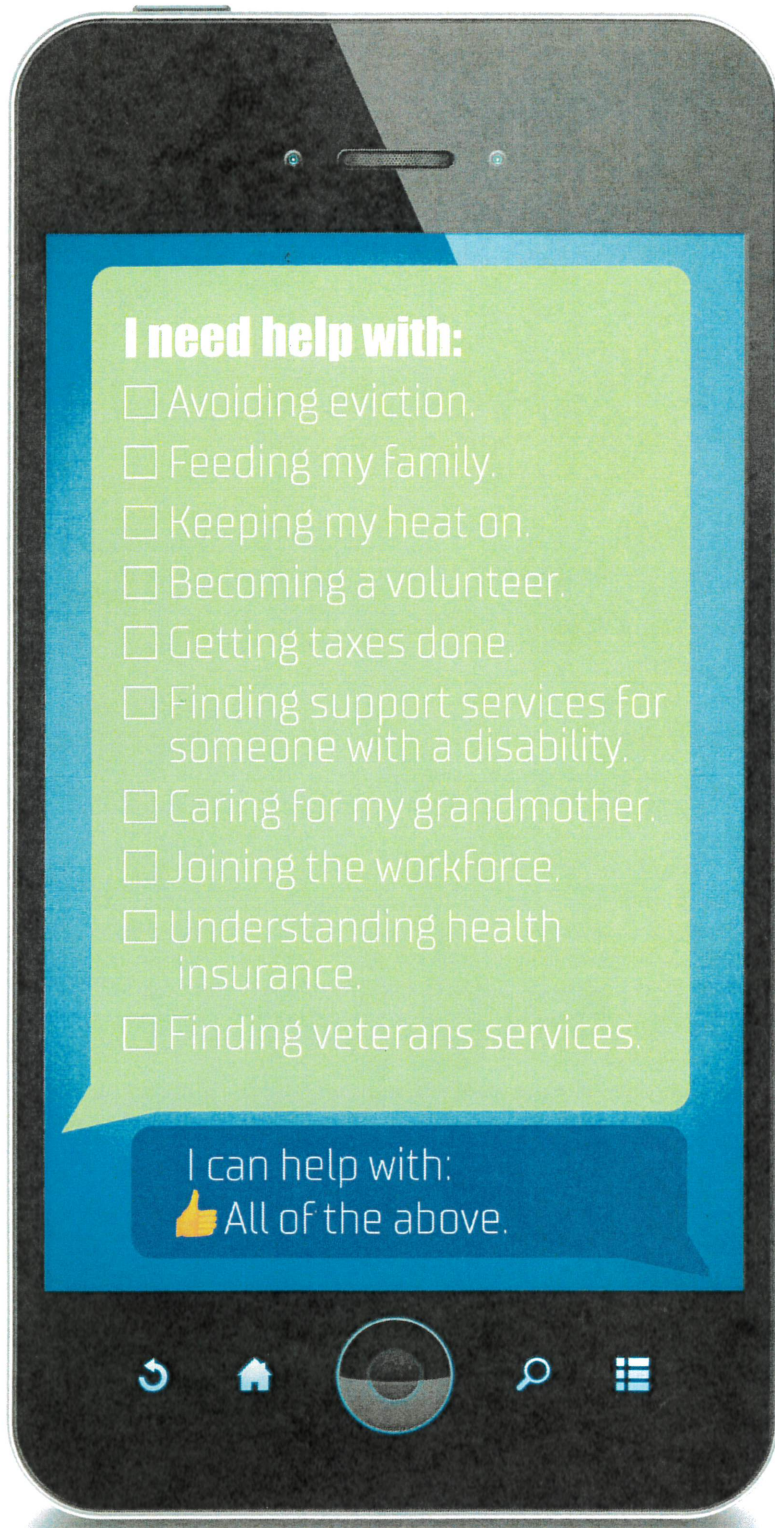 I need help with:
Avoiding eviction.
Feeding my family.
Keeping my heat on.
Becoming a volunteer.
Getting taxes done.
Finding support services for
someone with a disability.
Caring for my grandmother.
Joining the workforce.
Understanding health
insurance.
Finding veterans services.
I can help with:
All of the above.